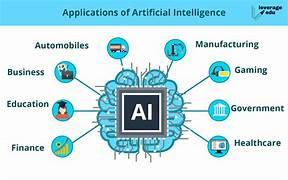 Applications of Artificial Intelligence
leverage
edu
Automobiles
Manufacturing
Business
Gaming
Education
AI
Government
Finance
Healthcare